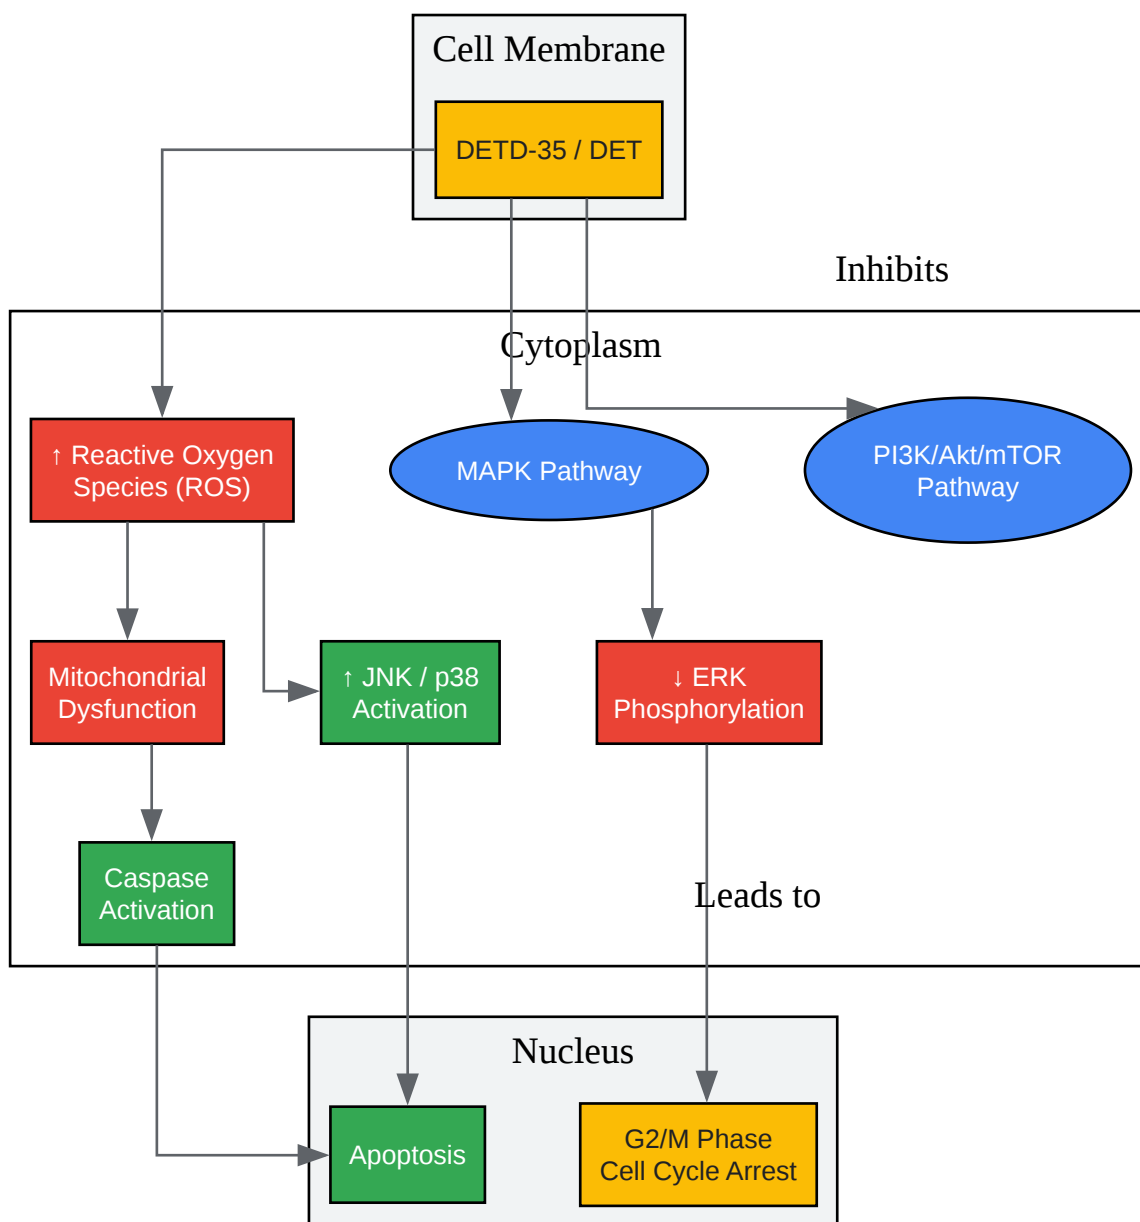 Cell Membrane
DETD-35 / DET
Inhibits
Cytoplasm
↑ Reactive Oxygen
Species (ROS)
MAPK Pathway
PI3K/Akt/mTOR
Pathway
Mitochondrial
Dysfunction
↑ JNK / p38
Activation
↓ ERK
Phosphorylation
Caspase
Activation
Leads to
Nucleus
Apoptosis
G2/M Phase
Cell Cycle Arrest